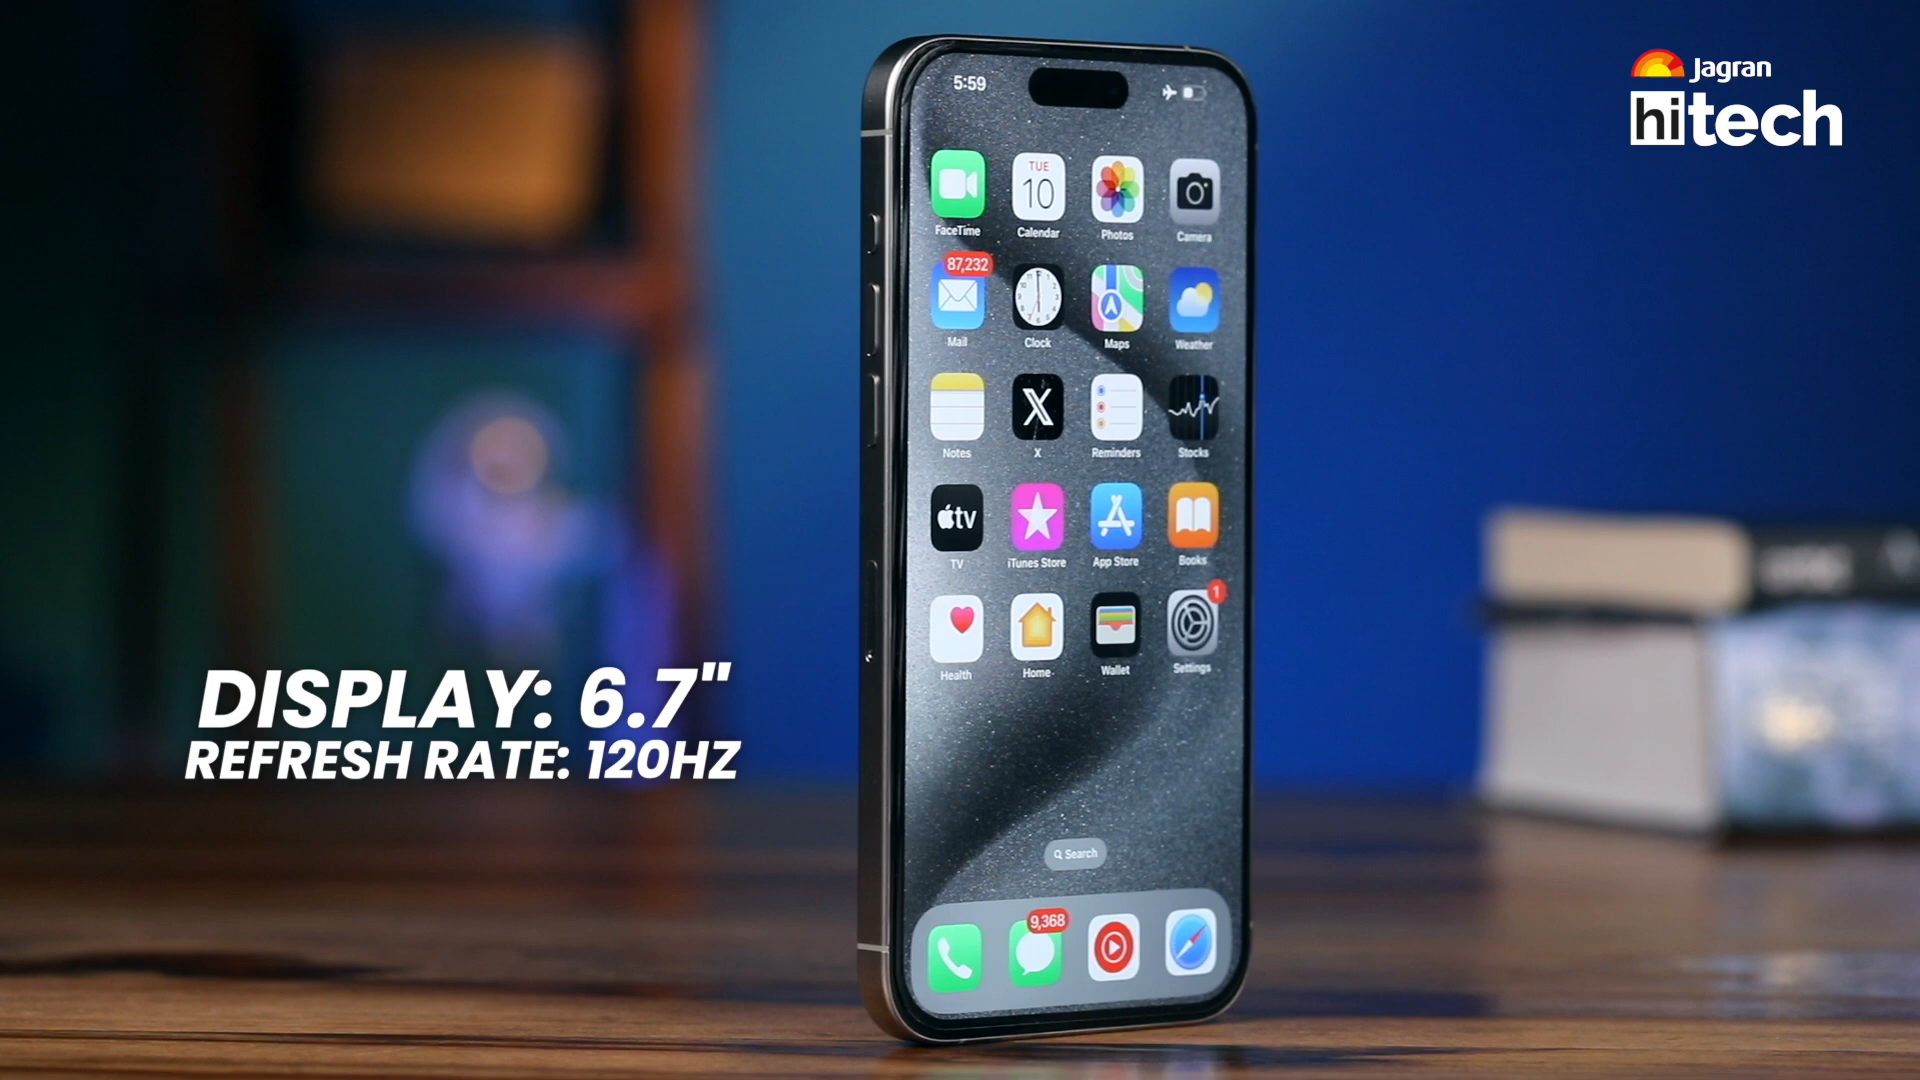 Jagran
hitech
5:59
FaceTime
TUE
10
Calendar
Photos
Camera
87,232
Mail
Clock
Maps
Weather
Notes
X
Reminders
Stocks
tv
TV
iTunes Store
App Store
Books
Health
Home
Wallet
1
Settings
DISPLAY: 6.7"
REFRESH RATE: 120HZ
Search
9,368